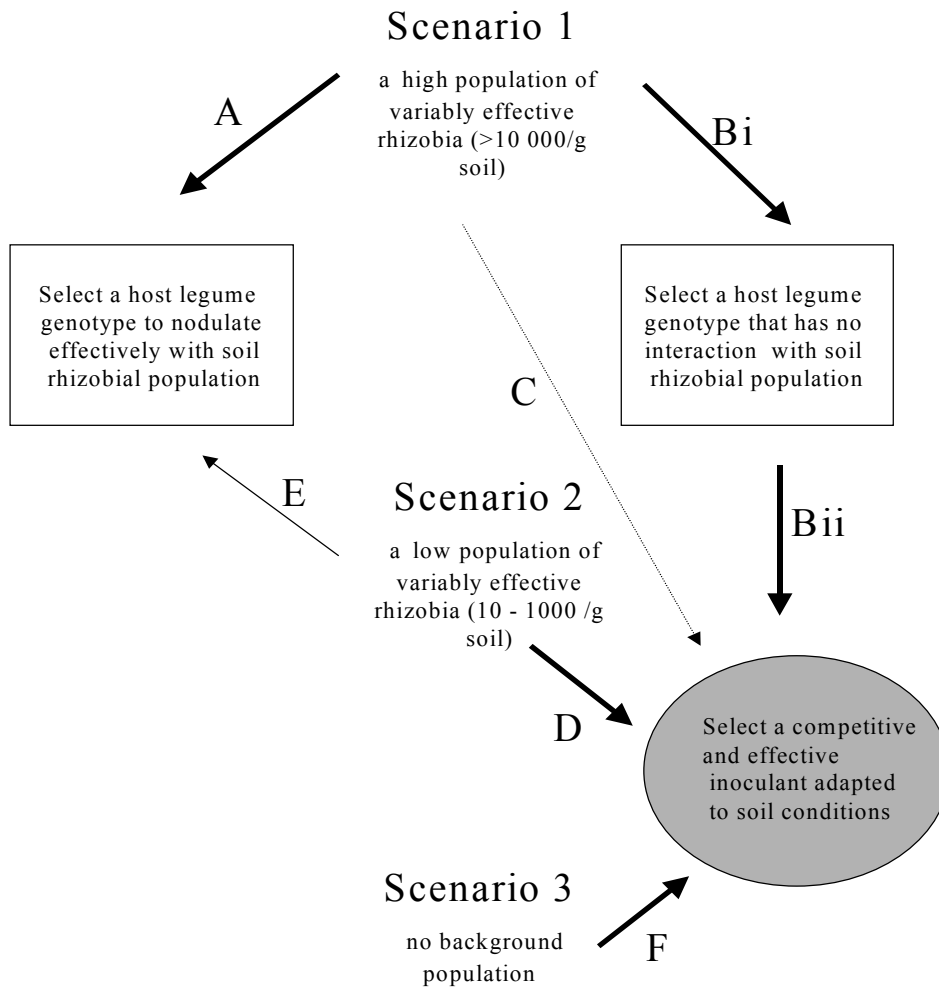 Scenario 1
a high population of
variably effective
rhizobia (>10 000/g
soil)
A
Bi
Select a host legume
genotype to nodulate
effectively with soil
rhizobial population
Select a host legume
genotype that has no
interaction with soil
rhizobial population
C
E
Scenario 2
a low population of
variably effective
rhizobia (10 - 1000 /g
soil)
Bii
D
Select a competitive
and effective
inoculant adapted
to soil conditions
Scenario 3
no background
population
F